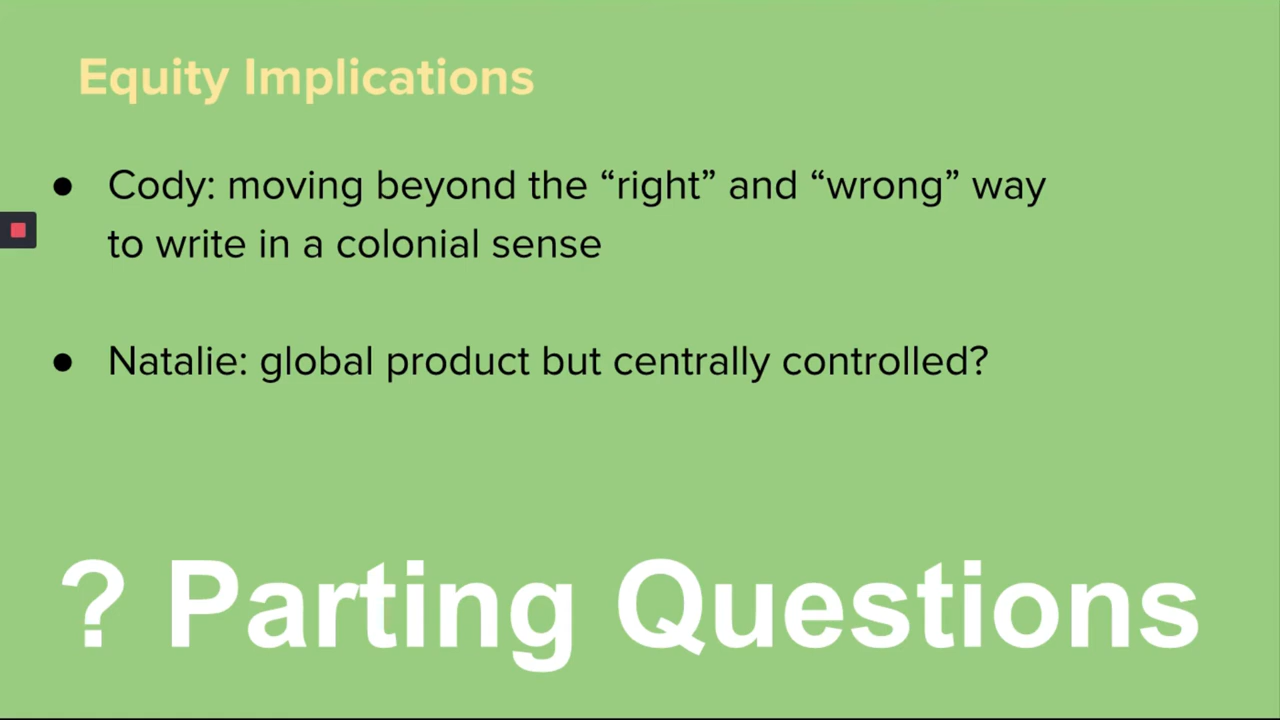 Equity Implications
● Cody: moving beyond the “right” and “wrong” way
to write in a colonial sense
● Natalie: global product but centrally controlled?
? Parting Questions